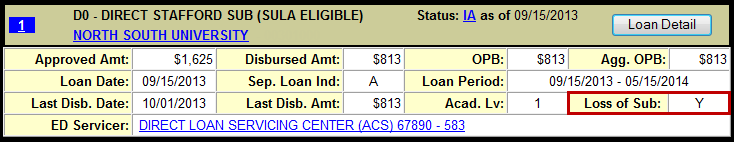 1 D0 - DIRECT STAFFORD SUB (SULA ELIGIBLE) Status: IA as of 09/15/2013 Loan Detail
NORTH SOUTH UNIVERSITY
Approved Amt: $1,625 Disbursed Amt: $813 OPB: $813 Agg. OPB: $813
Loan Date: 09/15/2013 Sep. Loan Ind: A Loan Period: 09/15/2013 - 05/15/2014
Last Disb. Date: 10/01/2013 Last Disb. Amt: $813 Acad. Lv: 1 Loss of Sub: Y
ED Servicer: DIRECT LOAN SERVICING CENTER (ACS) 67890 - 583